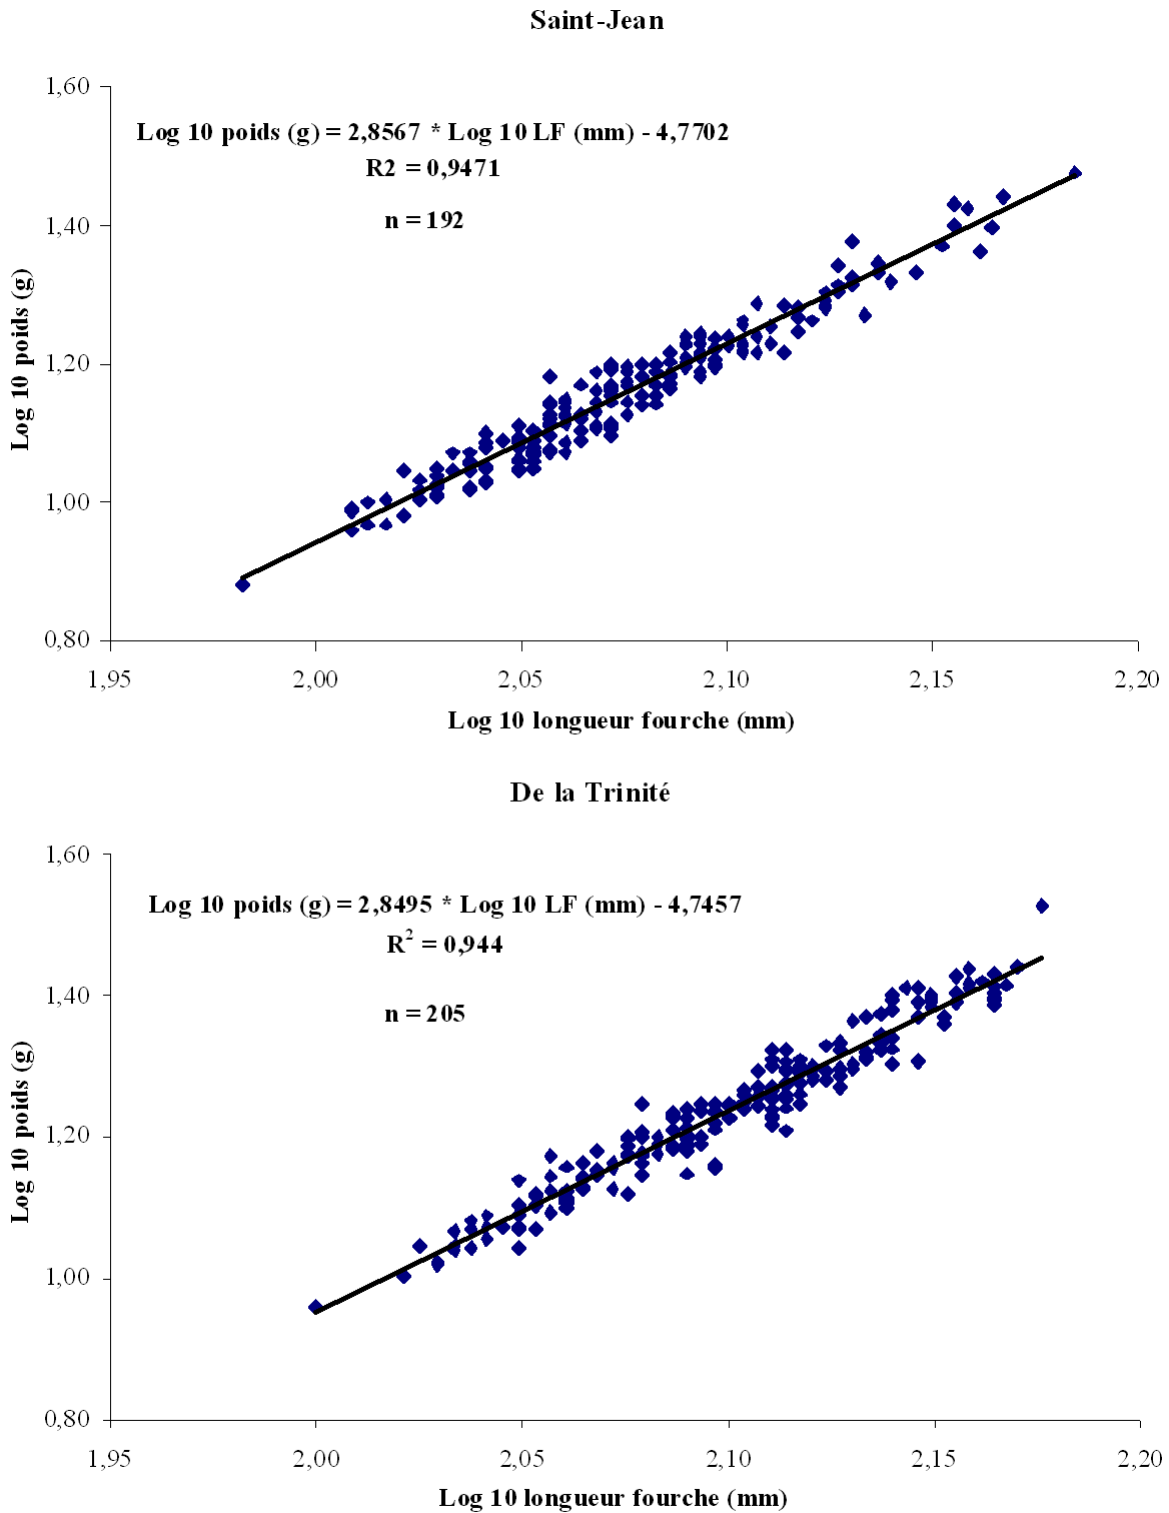 Saint-Jean
1,60
Log 10 poids (g) = 2,8567 * Log 10 LF (mm) - 4,7702
R2 = 0,9471
n = 192
1,40
1,20
1,00
0,80
Log 10 poids (g)
1,95 2,00 2,05 2,10 2,15 2,20
Log 10 longueur fourche (mm)
De la Trinité
1,60
Log 10 poids (g) = 2,8495 * Log 10 LF (mm) - 4,7457
R² = 0,944
n = 205
1,40
1,20
1,00
0,80
Log 10 poids (g)
1,95 2,00 2,05 2,10 2,15 2,20
Log 10 longueur fourche (mm)